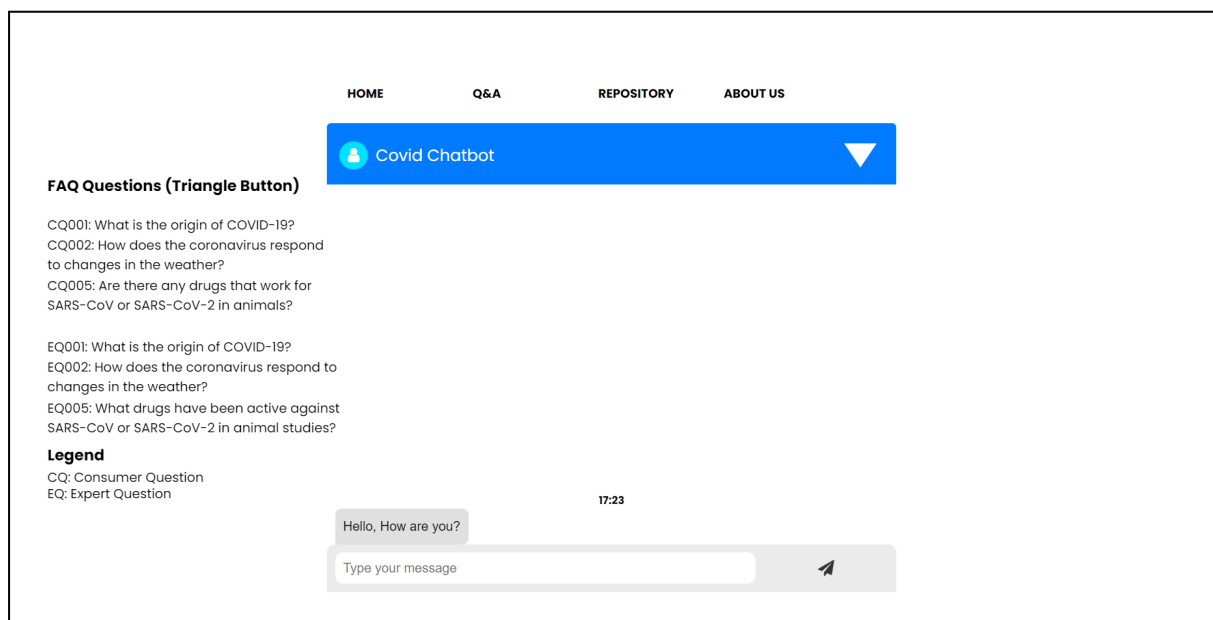 HOME Q&A REPOSITORY ABOUT US
Covid Chatbot
FAQ Questions (Triangle Button)
CQ001: What is the origin of COVID-19?
CQ002: How does the coronavirus respond
to changes in the weather?
CQ005: Are there any drugs that work for
SARS-CoV or SARS-CoV-2 in animals?
EQ001: What is the origin of COVID-19?
EQ002: How does the coronavirus respond to
changes in the weather?
EQ005: What drugs have been active against
SARS-CoV or SARS-CoV-2 in animal studies?
Legend
CQ: Consumer Question
EQ: Expert Question
17:23
Hello, How are you?
Type your message